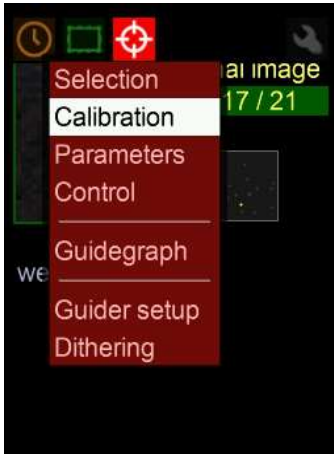 al image
Selection
17 / 21
Calibration
Parameters
Control
Guidegraph
we
Guider setup
Dithering